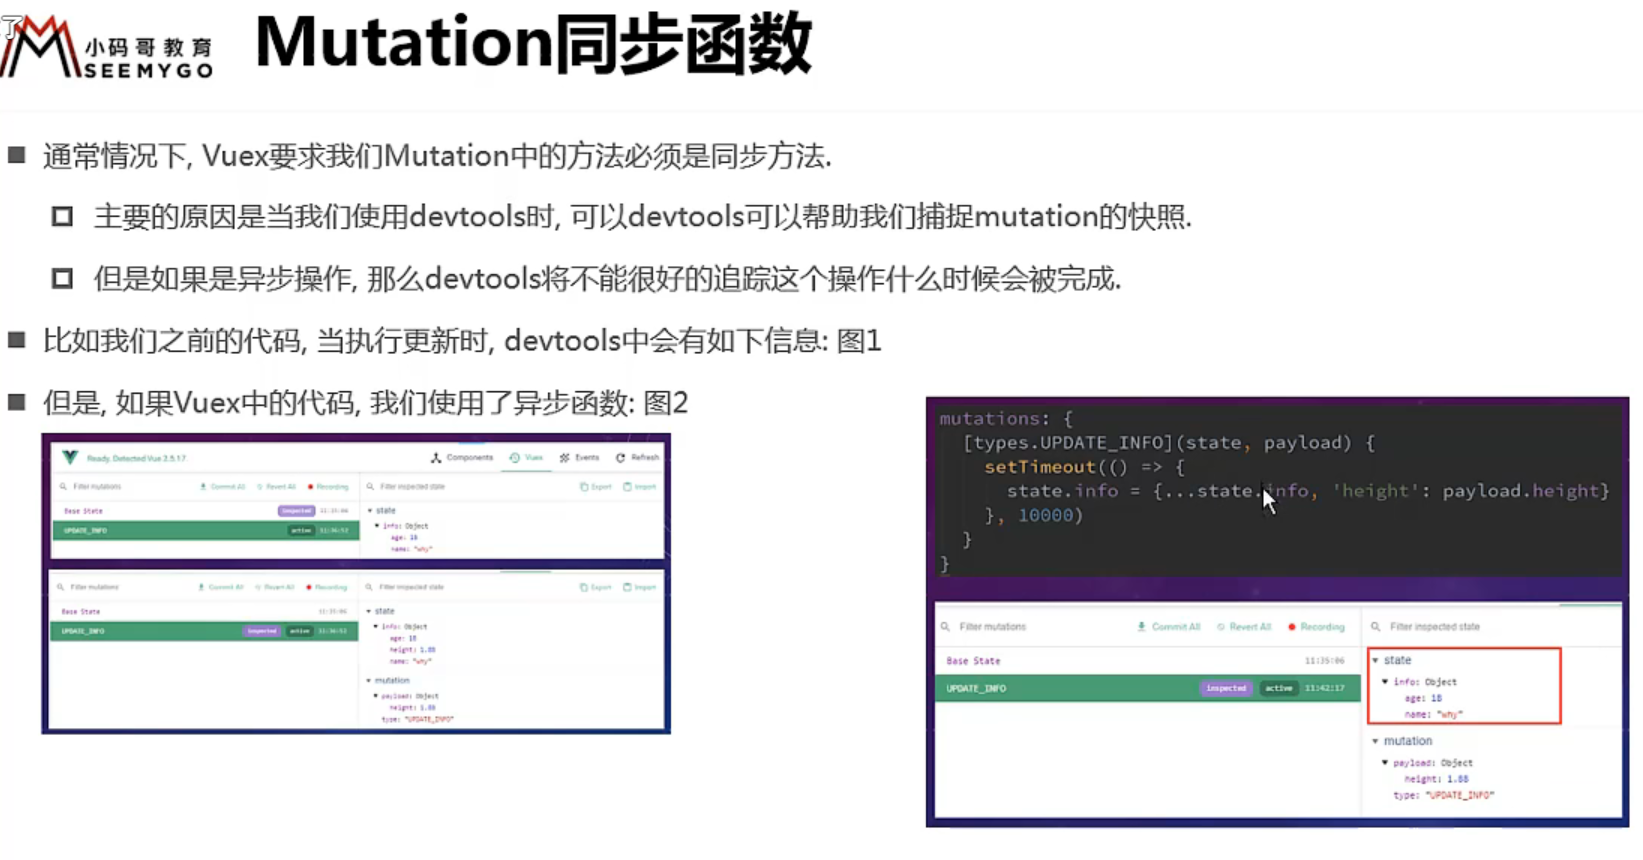 了
小码哥教育
SEEMYGO
Mutation同步函数
通常情况下, Vuex要求我们Mutation中的方法必须是同步方法.
主要的原因是当我们使用devtools时, 可以devtools可以帮助我们捕捉mutation的快照.
但是如果是异步操作, 那么devtools将不能很好的追踪这个操作什么时候会被完成.
比如我们之前的代码, 当执行更新时, devtools中会有如下信息: 图1
但是, 如果Vuex中的代码, 我们使用了异步函数: 图2
Ready. Detected Vue 2.5.17.
Components Vuex Events Refresh
Filter mutations Commit All Revert All Recording
Filter inspected state Export Import
Base State inspected 11:35:06
UPDATE_INFO active 11:36:52
state
info: Object
age: 18
name: "why"
Filter mutations Commit All Revert All Recording
Filter inspected state Export Import
Base State 11:35:06
UPDATE_INFO inspected active 11:36:52
state
info: Object
age: 18
height: 1.88
name: "why"
mutation
payload: Object
height: 1.88
type: "UPDATE_INFO"
mutations: {
[types.UPDATE_INFO](state, payload) {
setTimeout(() => {
state.info = {...state.info, 'height': payload.height}
}, 10000)
}
}
Filter mutations Commit All Revert All Recording
Filter inspected state
Base State 11:35:06
UPDATE_INFO inspected active 11:42:17
state
info: Object
age: 18
name: "why"
mutation
payload: Object
height: 1.88
type: "UPDATE_INFO"